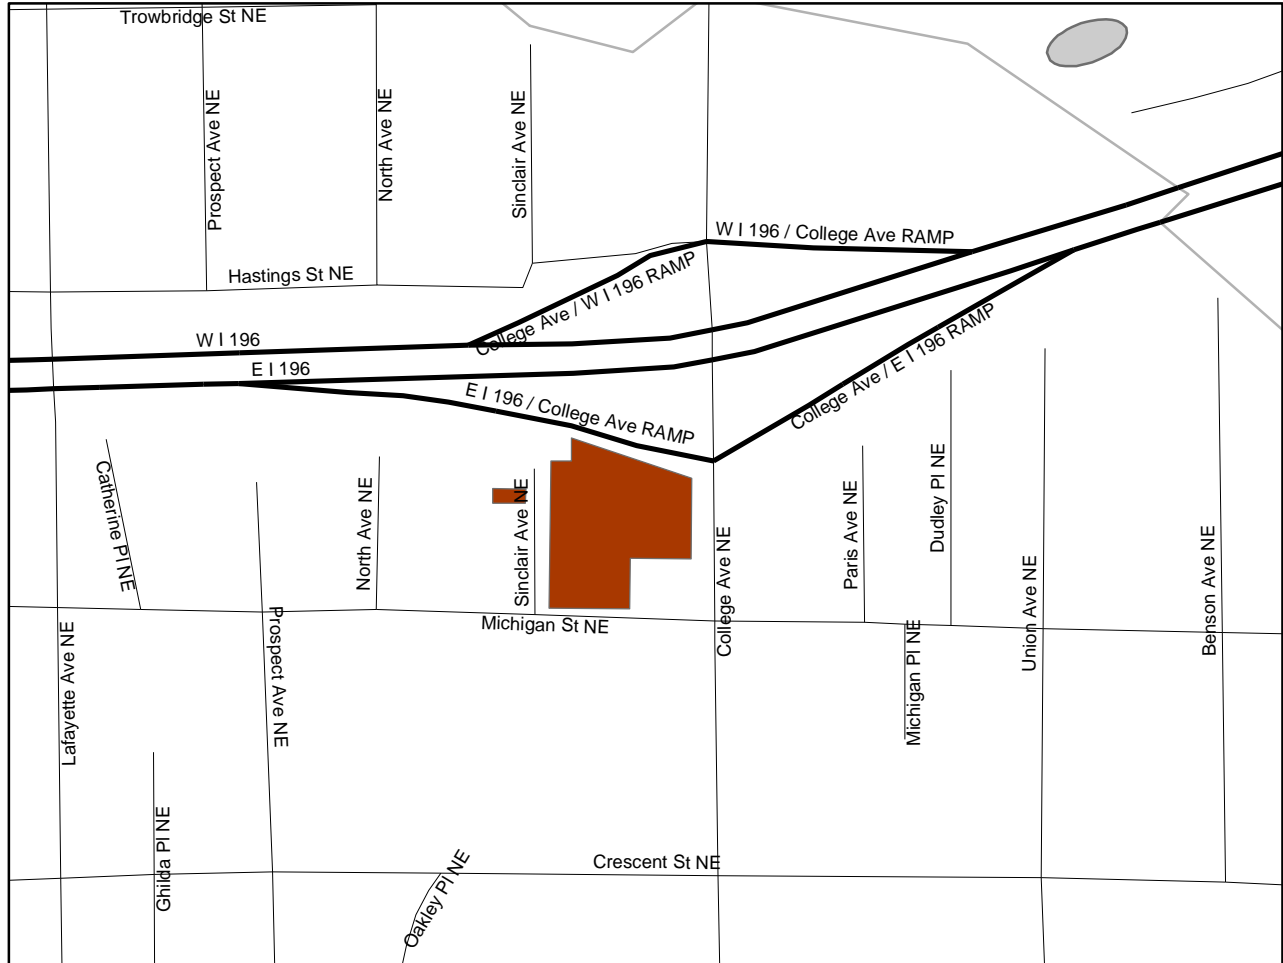 Trowbridge St NE
Prospect Ave NE
North Ave NE
Sinclair Ave NE
W I 196 / College Ave RAMP
Hastings St NE
College Ave / W I 196 RAMP
W I 196
E I 196
College Ave / E I 196 RAMP
E I 196 / College Ave RAMP
Catherine Pl NE
North Ave NE
Sinclair Ave NE
Paris Ave NE
Dudley Pl NE
College Ave NE
Union Ave NE
Benson Ave NE
Michigan St NE
Lafayette Ave NE
Prospect Ave NE
Michigan Pl NE
Ghilda Pl NE
Oakley Pl NE
Crescent St NE